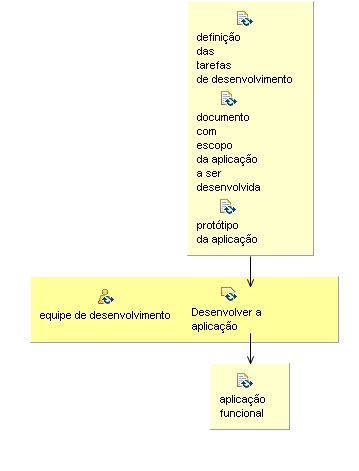 definição
das
tarefas
de desenvolvimento
documento
com
escopo
da aplicação
a ser
desenvolvida
protótipo
da aplicação
equipe de desenvolvimento
Desenvolver a
aplicação
aplicação
funcional